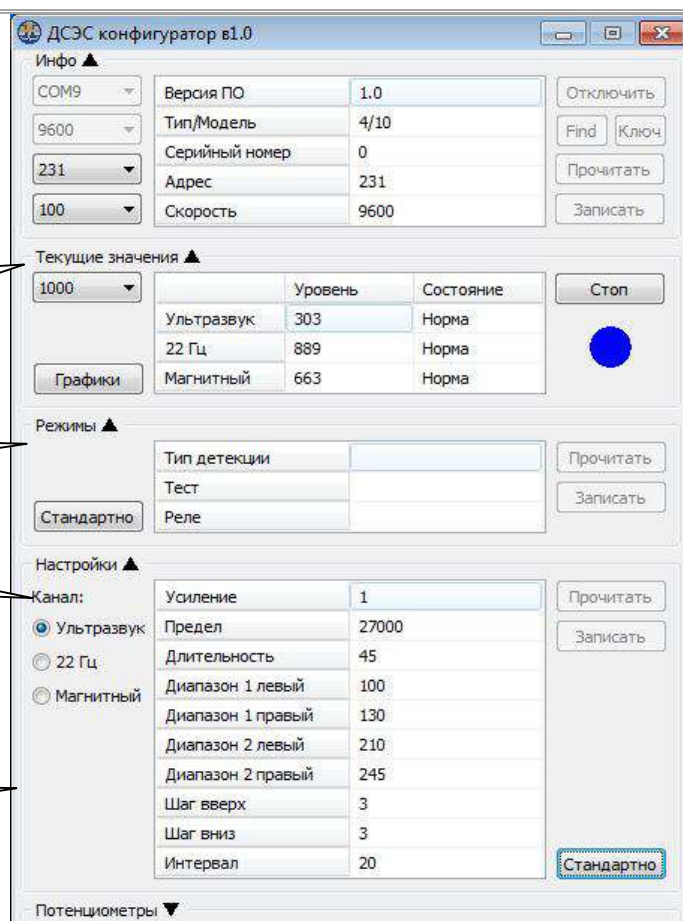 ДСЭС конфигуратор в1.0
Инфо ▲
COM9 Версия ПО 1.0 Отключить
9600 Тип/Модель 4/10 Find Ключ
Серийный номер 0
231 Адрес 231 Прочитать
100 Скорость 9600 Записать
Текущие значения ▲
1000 Уровень Состояние Стоп
Ультразвук 303 Норма
22 Гц 889 Норма
Графики Магнитный 663 Норма
Режимы ▲
Тип детекции Прочитать
Тест Записать
Стандартно Реле
Настройки ▲
Канал: Усиление 1 Прочитать
Ультразвук Предел 27000 Записать
22 Гц Длительность 45
Магнитный Диапазон 1 левый 100
Диапазон 1 правый 130
Диапазон 2 левый 210
Диапазон 2 правый 245
Шаг вверх 3
Шаг вниз 3
Интервал 20 Стандартно
Потенциометры ▼